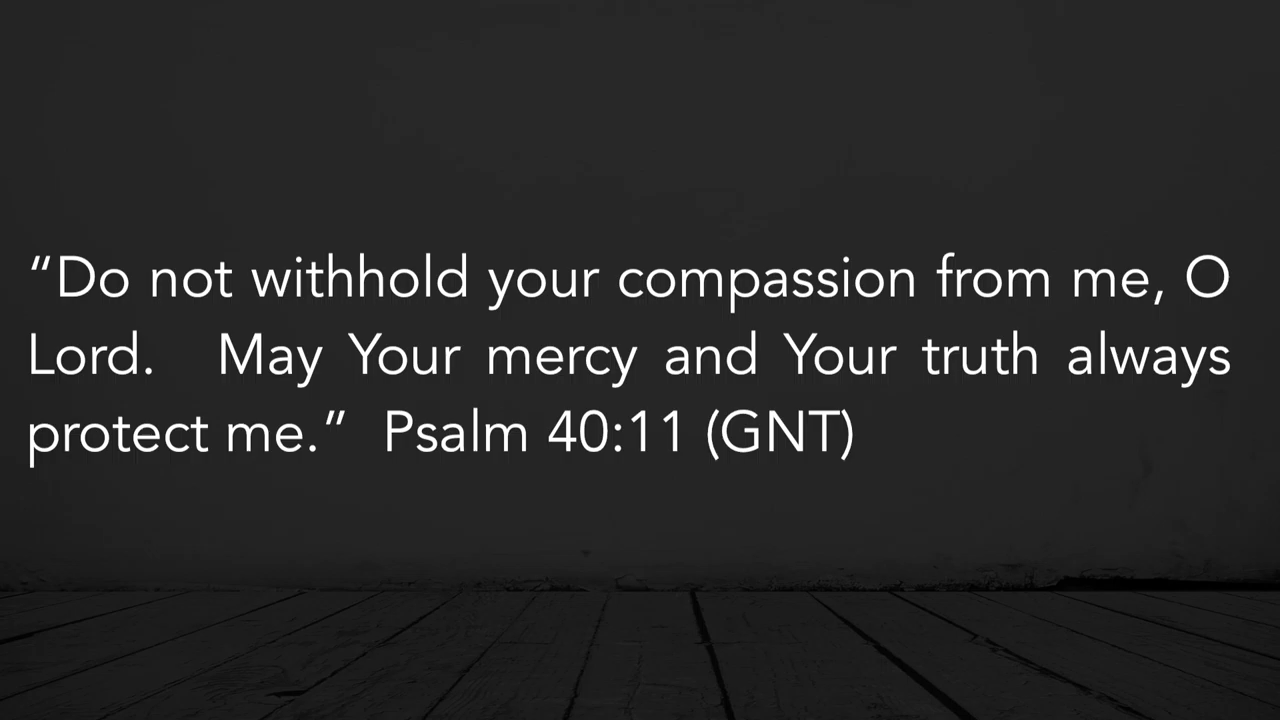 “Do not withhold your compassion from me, O
Lord.  May Your mercy and Your truth always
protect me.”  Psalm 40:11 (GNT)